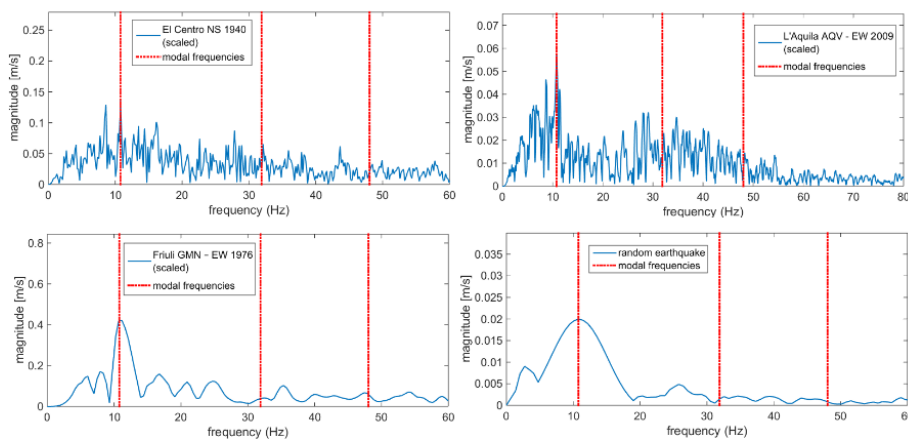 El Centro NS 1940
(scaled)
modal frequencies
magnitude [m/s]
0.25
0.20
0.15
0.10
0.05
0
0 10 20 30 40 50 60
frequency (Hz)
L'Aquila AQV - EW 2009
(scaled)
modal frequencies
magnitude [m/s]
0.07
0.06
0.05
0.04
0.03
0.02
0.01
0
0 10 20 30 40 50 60 70 80
frequency (Hz)
Friuli GMN - EW 1976
(scaled)
modal frequencies
magnitude [m/s]
0.8
0.6
0.4
0.2
0
0 10 20 30 40 50 60
frequency (Hz)
random earthquake
modal frequencies
magnitude [m/s]
0.035
0.03
0.025
0.02
0.015
0.01
0.005
0
0 10 20 30 40 50 60
frequency (Hz)